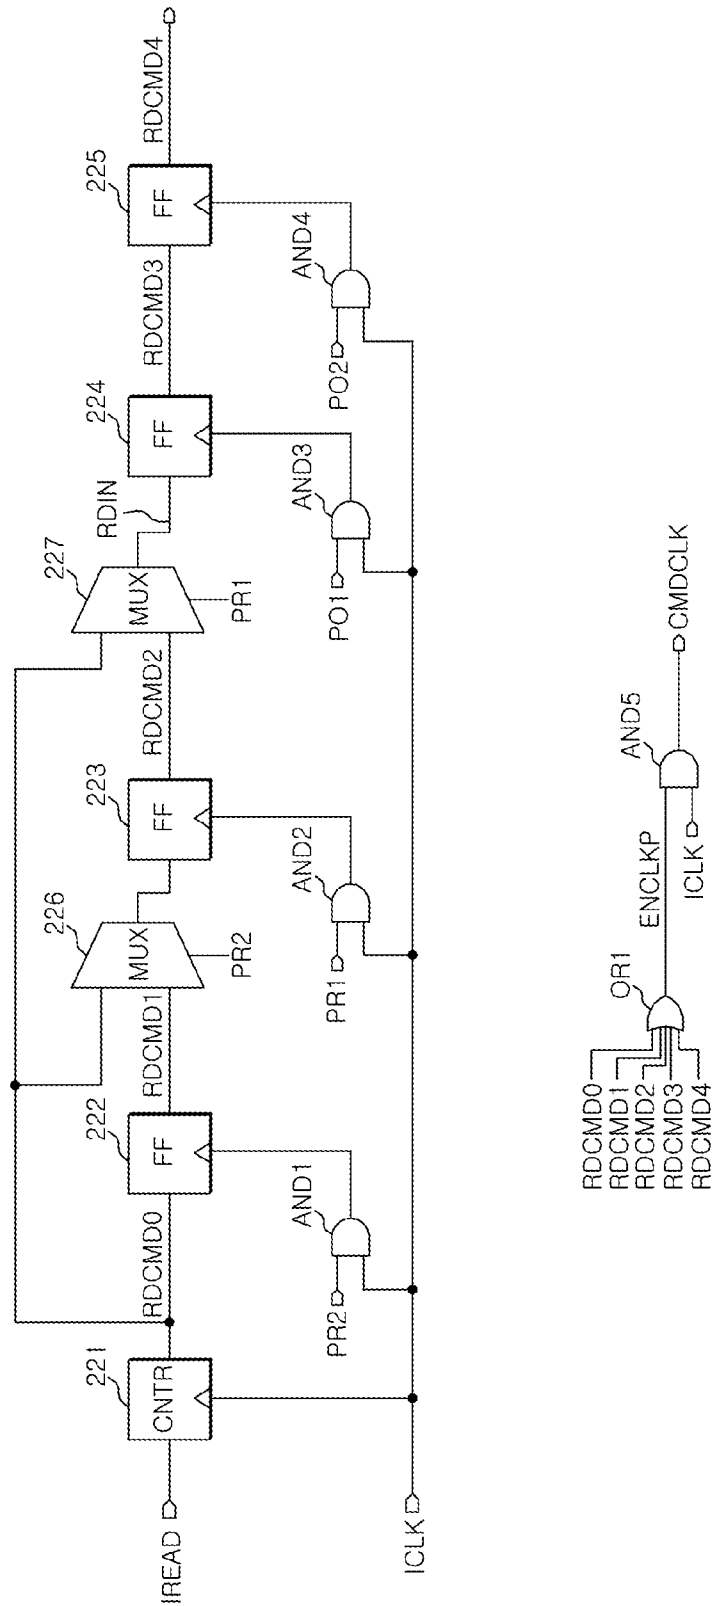 IREAD
221
CNTR
RDCMD0
222
FF
RDCMD1
226
MUX
PR2
223
FF
RDCMD2
227
MUX
PR1
RDIN
224
FF
RDCMD3
225
FF
RDCMD4
ICLK
PR2
AND1
PR1
AND2
PO1
AND3
PO2
AND4
RDCMD0
RDCMD1
RDCMD2
RDCMD3
RDCMD4
OR1
ENCLKP
ICLK
AND5
CMDCLK